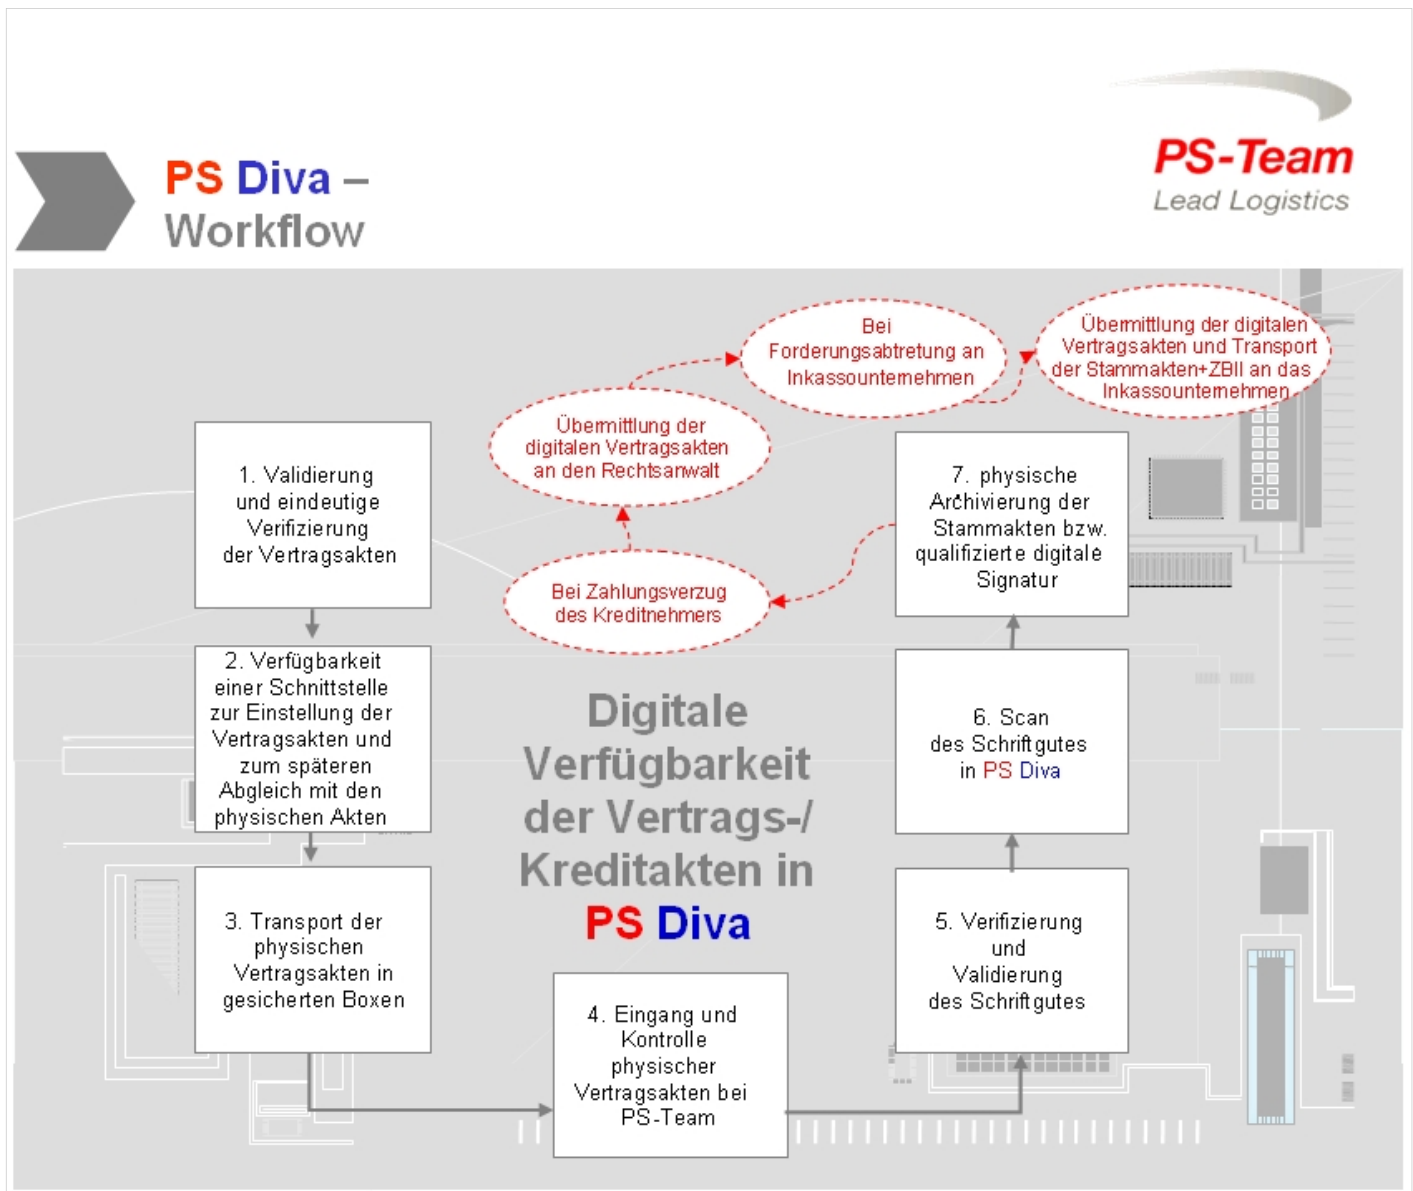 PS-Team
Lead Logistics
PS Diva –
Workflow
Bei
Forderungsabtretung an
Inkassounternehmen
Übermittlung der digitalen
Vertragsakten und Transport
der Stammakten+ZBII an das
Inkassounternehmen
Übermittlung der
digitalen Vertragsakten
an den Rechtsanwalt
Bei Zahlungsverzug
des Kreditnehmers
1. Validierung
und eindeutige
Verifizierung
der Vertragsakten
2. Verfügbarkeit
einer Schnittstelle
zur Einstellung der
Vertragsakten und
zum späteren
Abgleich mit den
physischen Akten
3. Transport der
physischen
Vertragsakten in
gesicherten Boxen
4. Eingang und
Kontrolle
physischer
Vertragsakten bei
PS-Team
5. Verifizierung
und
Validierung
des Schriftgutes
6. Scan
des Schriftgutes
in PS Diva
7. physische
Archivierung der
Stammakten bzw.
qualifizierte digitale
Signatur
Digitale
Verfügbarkeit
der Vertrags-/
Kreditakten in
PS Diva